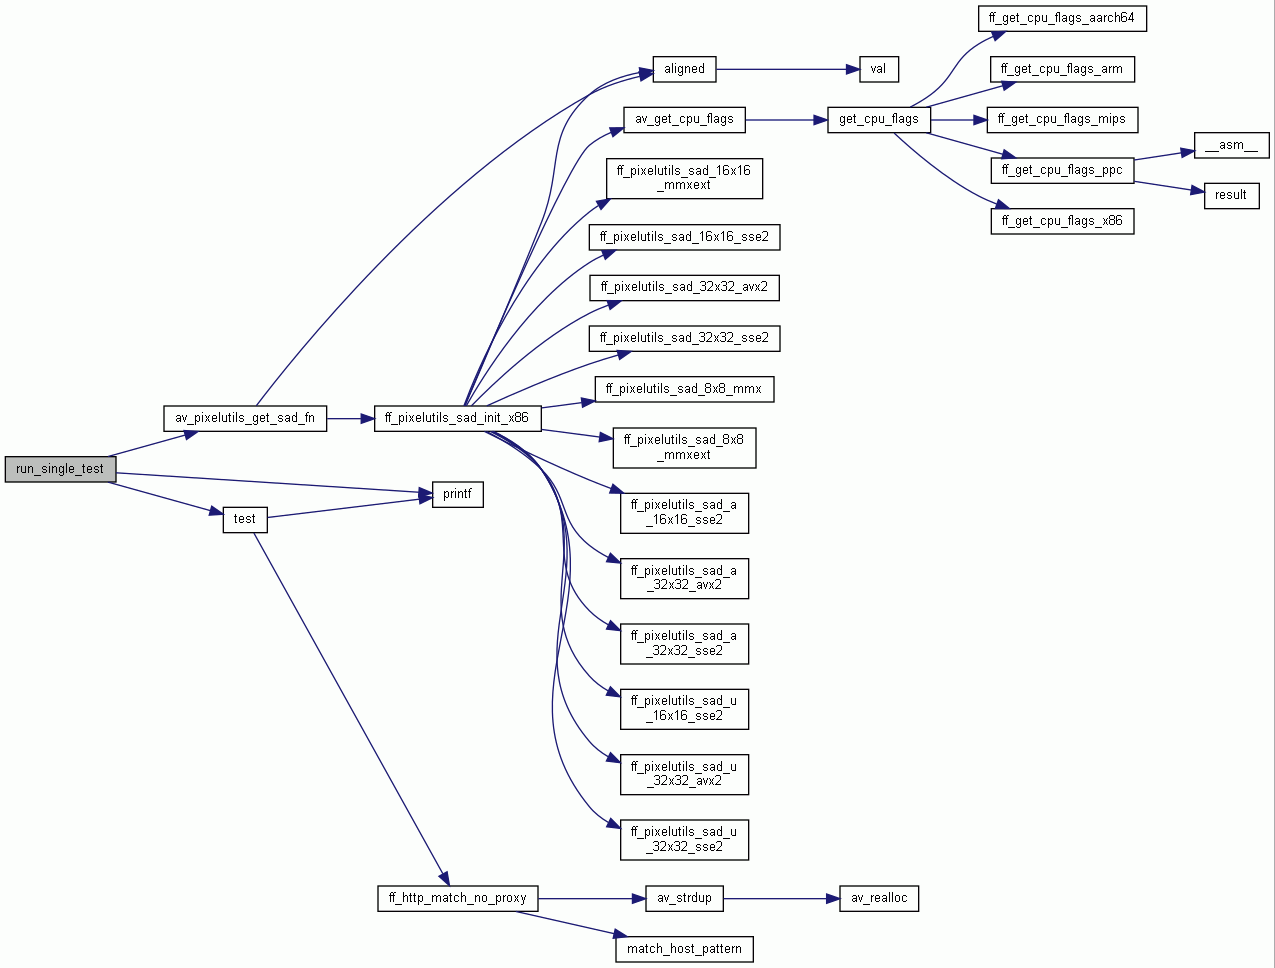 ff_get_cpu_flags_aarch64
aligned
val
ff_get_cpu_flags_arm
av_get_cpu_flags
get_cpu_flags
ff_get_cpu_flags_mips
__asm__
ff_pixelutils_sad_16x16
_mmxext
ff_get_cpu_flags_ppc
result
ff_get_cpu_flags_x86
ff_pixelutils_sad_16x16_sse2
ff_pixelutils_sad_32x32_avx2
ff_pixelutils_sad_32x32_sse2
ff_pixelutils_sad_8x8_mmx
av_pixelutils_get_sad_fn
ff_pixelutils_sad_init_x86
ff_pixelutils_sad_8x8
_mmxext
run_single_test
printf
ff_pixelutils_sad_a
_16x16_sse2
test
ff_pixelutils_sad_a
_32x32_avx2
ff_pixelutils_sad_a
_32x32_sse2
ff_pixelutils_sad_u
_16x16_sse2
ff_pixelutils_sad_u
_32x32_avx2
ff_pixelutils_sad_u
_32x32_sse2
ff_http_match_no_proxy
av_strdup
av_realloc
match_host_pattern